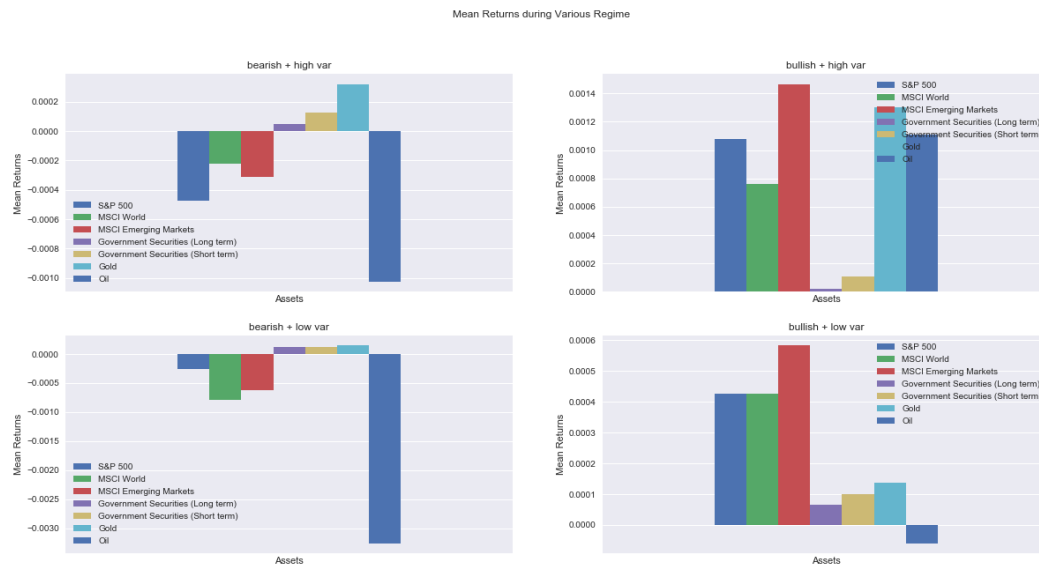 Mean Returns during Various Regime
bearish + high var
0.0002
0.0000
−0.0002
−0.0004
−0.0006
−0.0008
−0.0010
Mean Returns
S&P 500
MSCI World
MSCI Emerging Markets
Government Securities (Long term)
Government Securities (Short term)
Gold
Oil
Assets
bullish + high var
0.0014
0.0012
0.0010
0.0008
0.0006
0.0004
0.0002
0.0000
Mean Returns
S&P 500
MSCI World
MSCI Emerging Markets
Government Securities (Long term)
Government Securities (Short term)
Gold
Oil
Assets
bearish + low var
0.0000
−0.0005
−0.0010
−0.0015
−0.0020
−0.0025
−0.0030
Mean Returns
S&P 500
MSCI World
MSCI Emerging Markets
Government Securities (Long term)
Government Securities (Short term)
Gold
Oil
Assets
bullish + low var
0.0006
0.0005
0.0004
0.0003
0.0002
0.0001
0.0000
Mean Returns
S&P 500
MSCI World
MSCI Emerging Markets
Government Securities (Long term)
Government Securities (Short term)
Gold
Oil
Assets